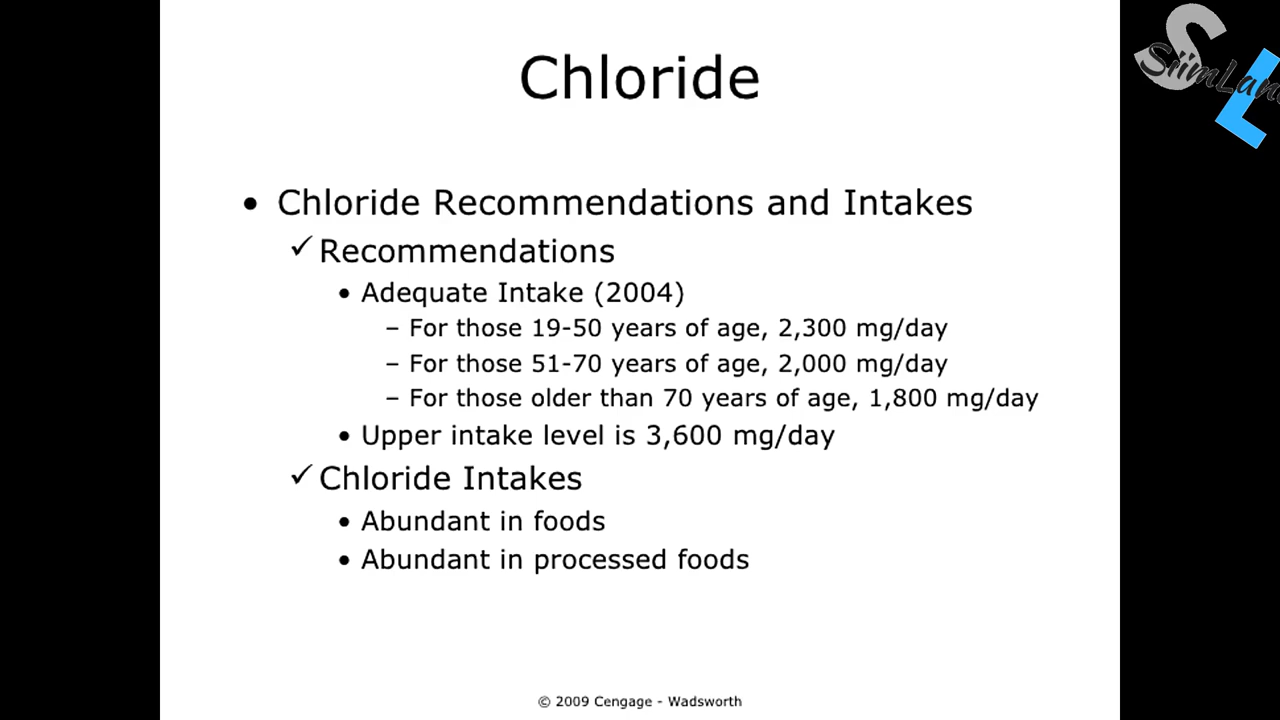 Chloride
• Chloride Recommendations and Intakes
✓ Recommendations
• Adequate Intake (2004)
– For those 19-50 years of age, 2,300 mg/day
– For those 51-70 years of age, 2,000 mg/day
– For those older than 70 years of age, 1,800 mg/day
• Upper intake level is 3,600 mg/day
✓ Chloride Intakes
• Abundant in foods
• Abundant in processed foods
© 2009 Cengage - Wadsworth
SL
SiimLan